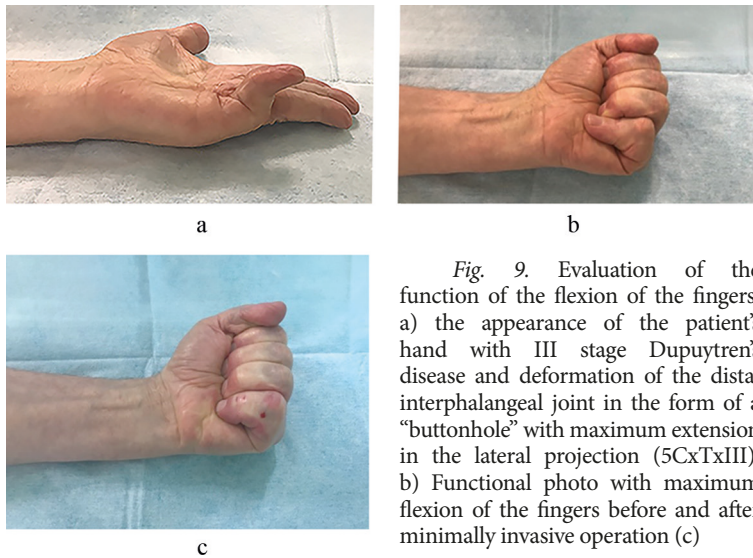 a
b
c
Fig. 9. Evaluation of the
function of the flexion of the fingers
a) the appearance of the patient’
hand with III stage Dupuytren’
disease and deformation of the dista
interphalangeal joint in the form of a
“buttonhole” with maximum extension
in the lateral projection (5CxTxIII)
b) Functional photo with maximum
flexion of the fingers before and after
minimally invasive operation (c)